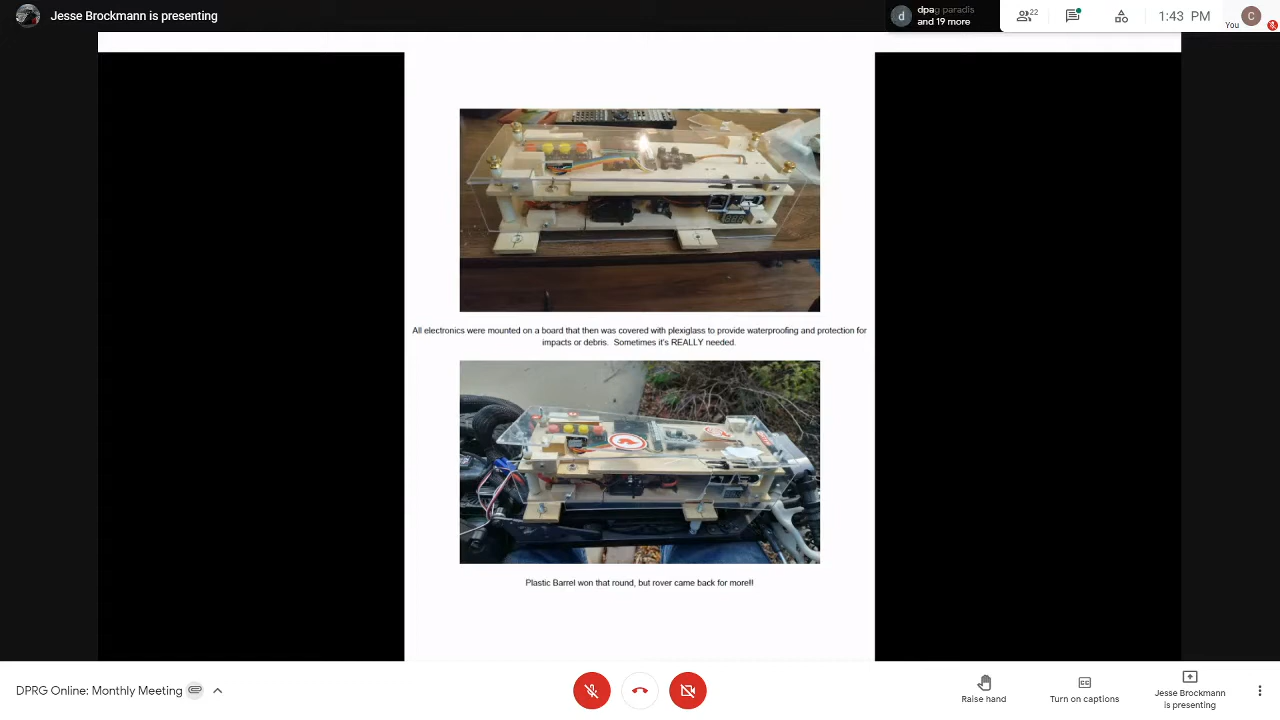 Jesse Brockmann is presenting
d
dpag paradis
and 19 more
22
1:43 PM
You
C
All electronics were mounted on a board that then was covered with plexiglass to provide waterproofing and protection for
impacts or debris. Sometimes it's REALLY needed.
Plastic Barrel won that round, but rover came back for more!!!
DPRG Online: Monthly Meeting
Raise hand
Turn on captions
Jesse Brockmann
is presenting